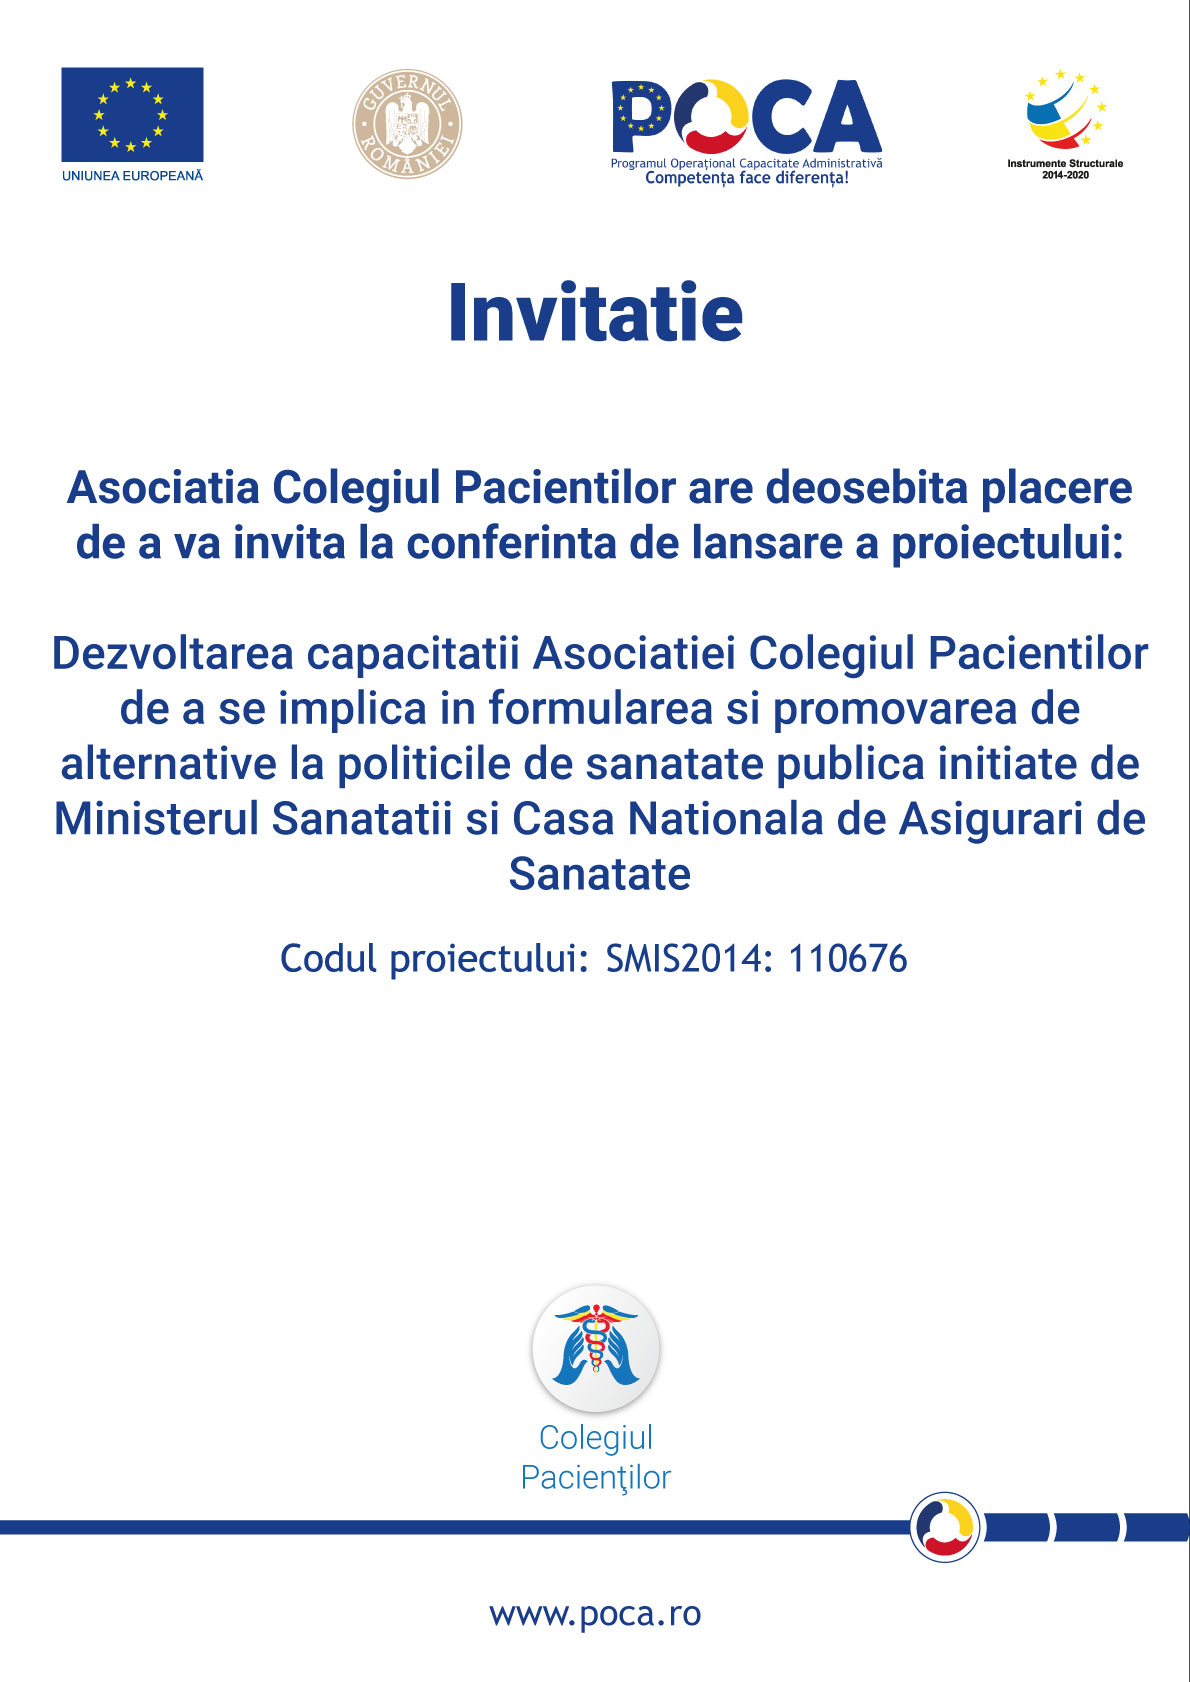 UNIUNEA EUROPEANĂ
GUVERNUL
ROMÂNIEI
POCA
Programul Operațional Capacitate Administrativă
Competența face diferența!
Instrumente Structurale
2014-2020
Invitatie
Asociatia Colegiul Pacientilor are deosebita placere
de a va invita la conferinta de lansare a proiectului:
Dezvoltarea capacitatii Asociatiei Colegiul Pacientilor
de a se implica in formularea si promovarea de
alternative la politicile de sanatate publica initiate de
Ministerul Sanatatii si Casa Nationala de Asigurari de
Sanatate
Codul proiectului: SMIS2014: 110676
Colegiul
Pacienţilor
www.poca.ro